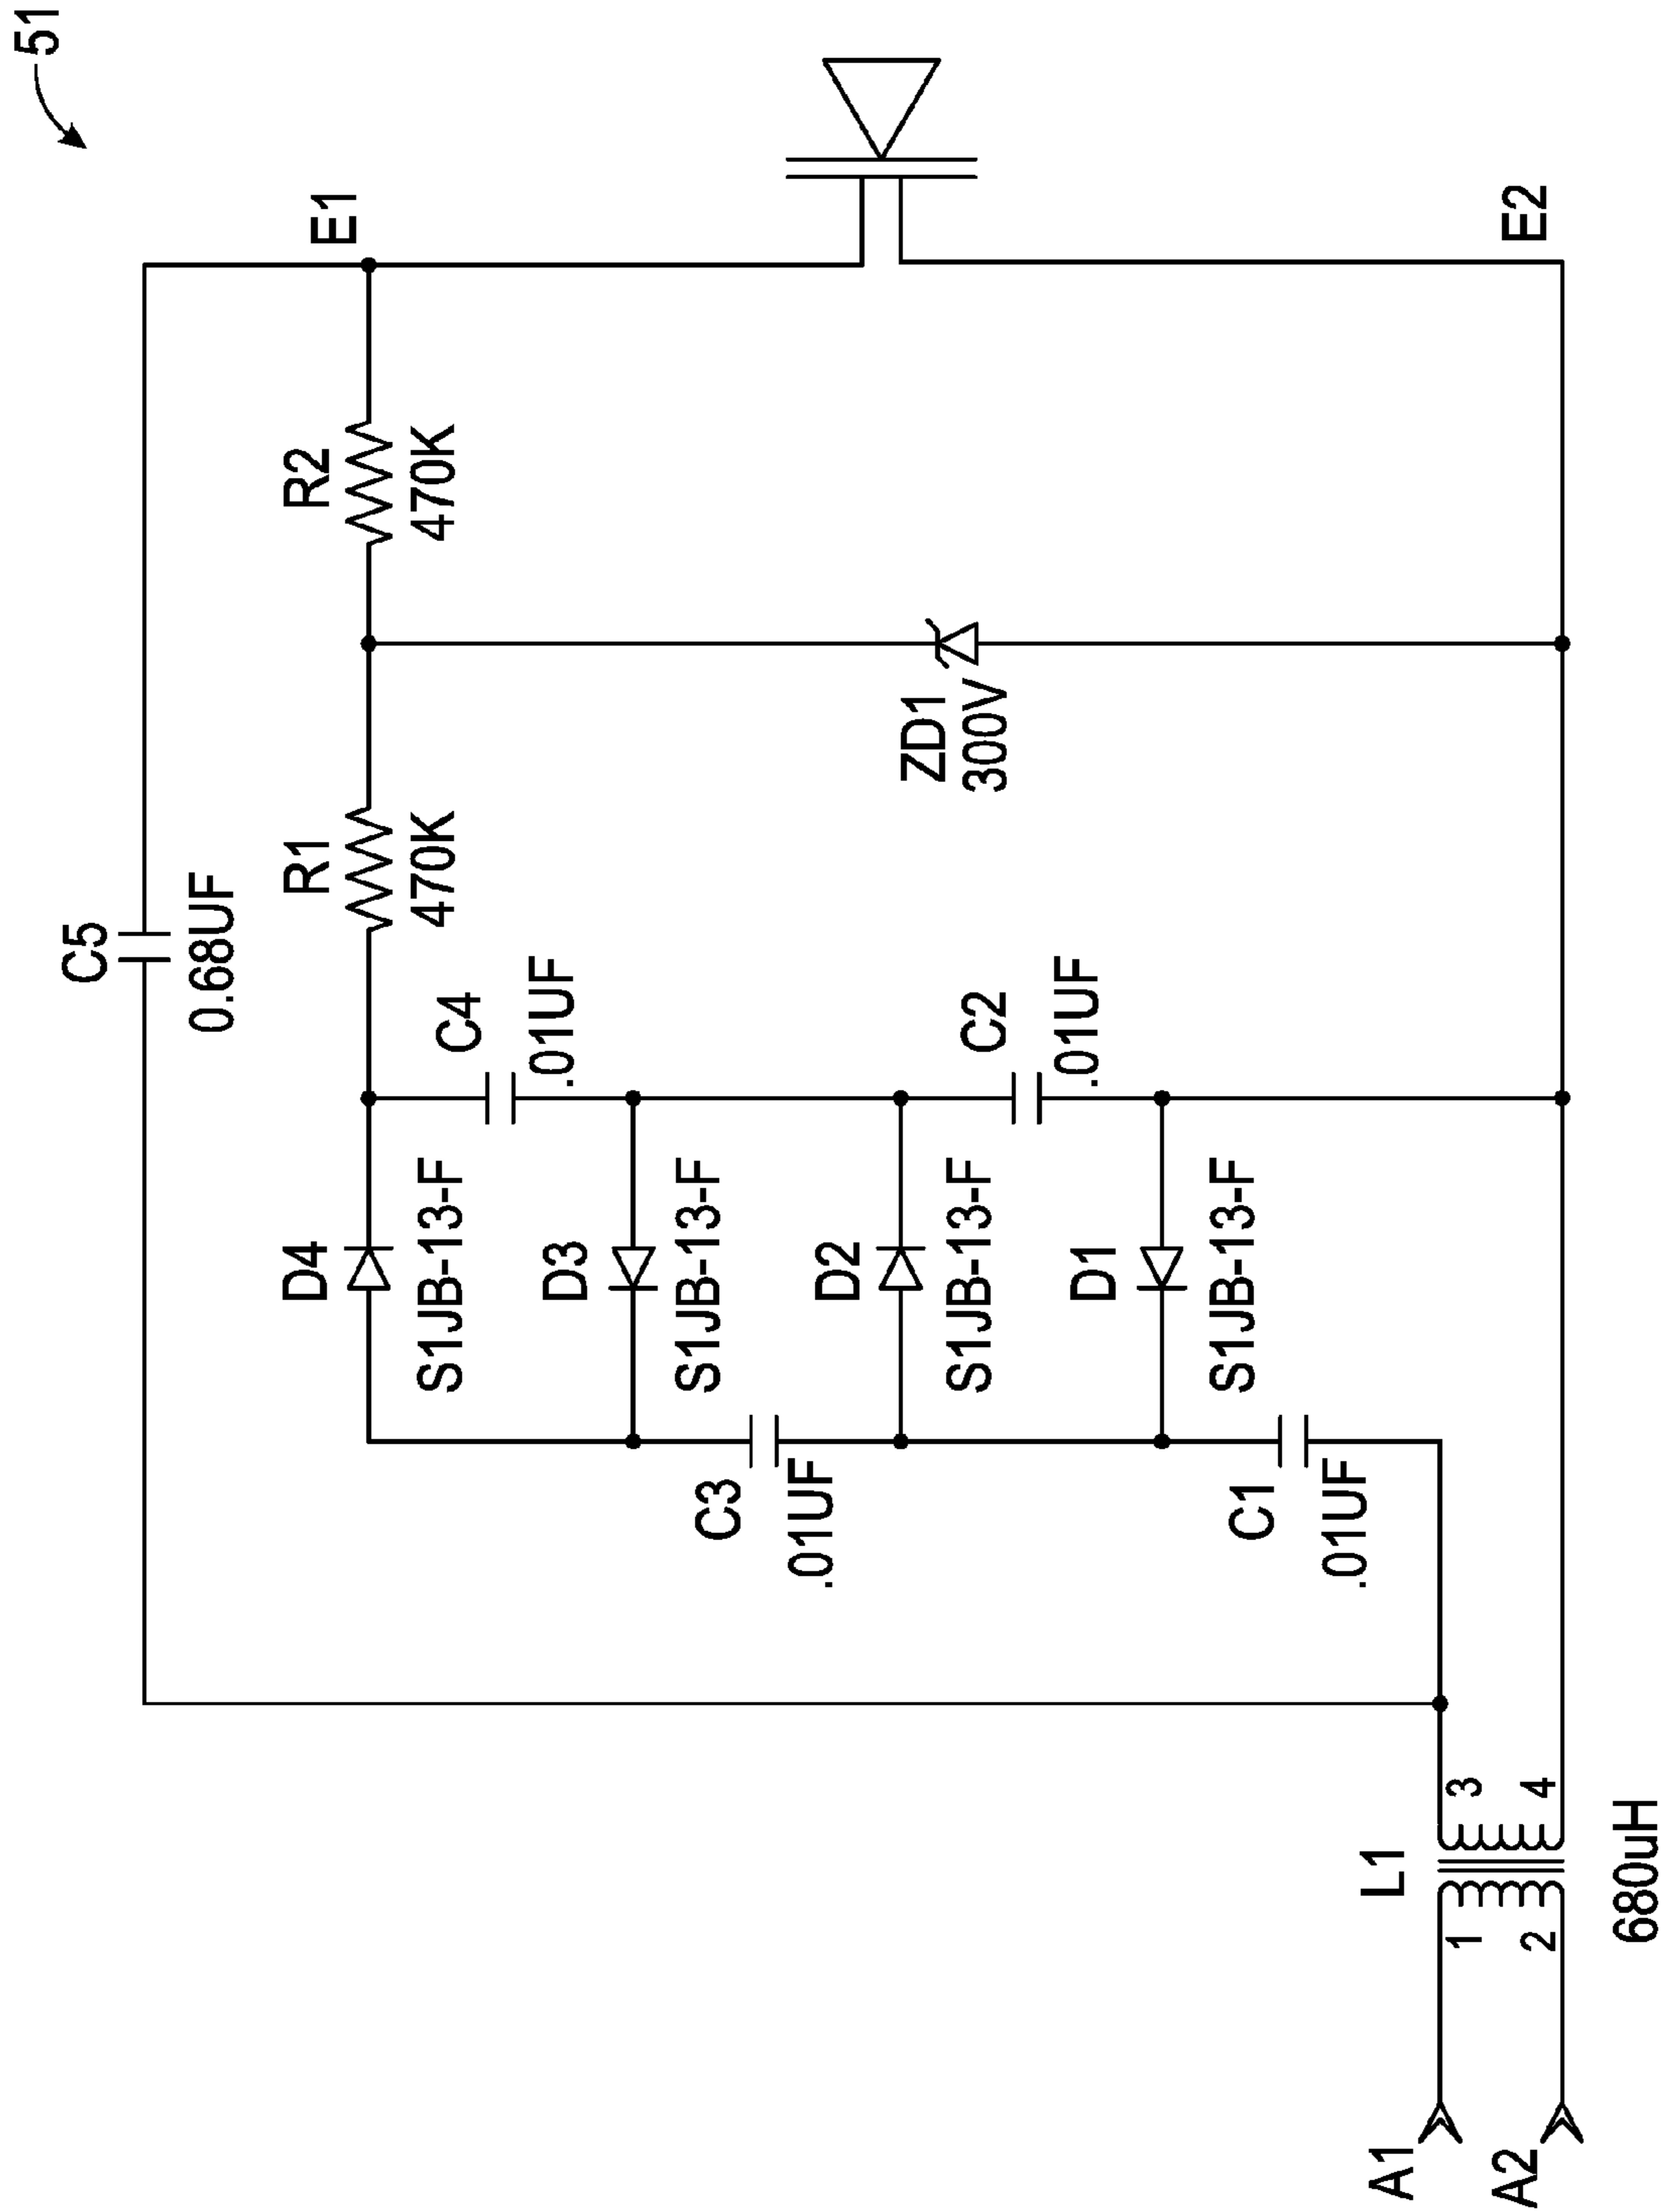 51
C5
0.68UF
E1
R1
470K
R2
470K
D4
S1JB-13-F
C4
.01UF
D3
S1JB-13-F
C3
.01UF
D2
S1JB-13-F
C2
.01UF
D1
S1JB-13-F
C1
.01UF
ZD1
300V
E2
A1
A2
L1
1
2
3
4
680uH